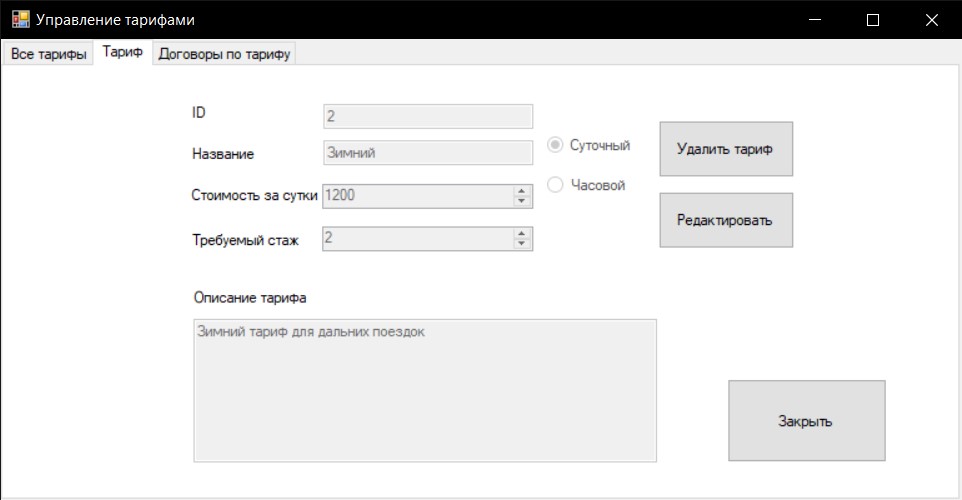 Управление тарифами
Все тарифы Тариф Договоры по тарифу
ID 2
Название Зимний
Суточный
Удалить тариф
Стоимость за сутки 1200
Часовой
Редактировать
Требуемый стаж 2
Описание тарифа
Зимний тариф для дальних поездок
Закрыть